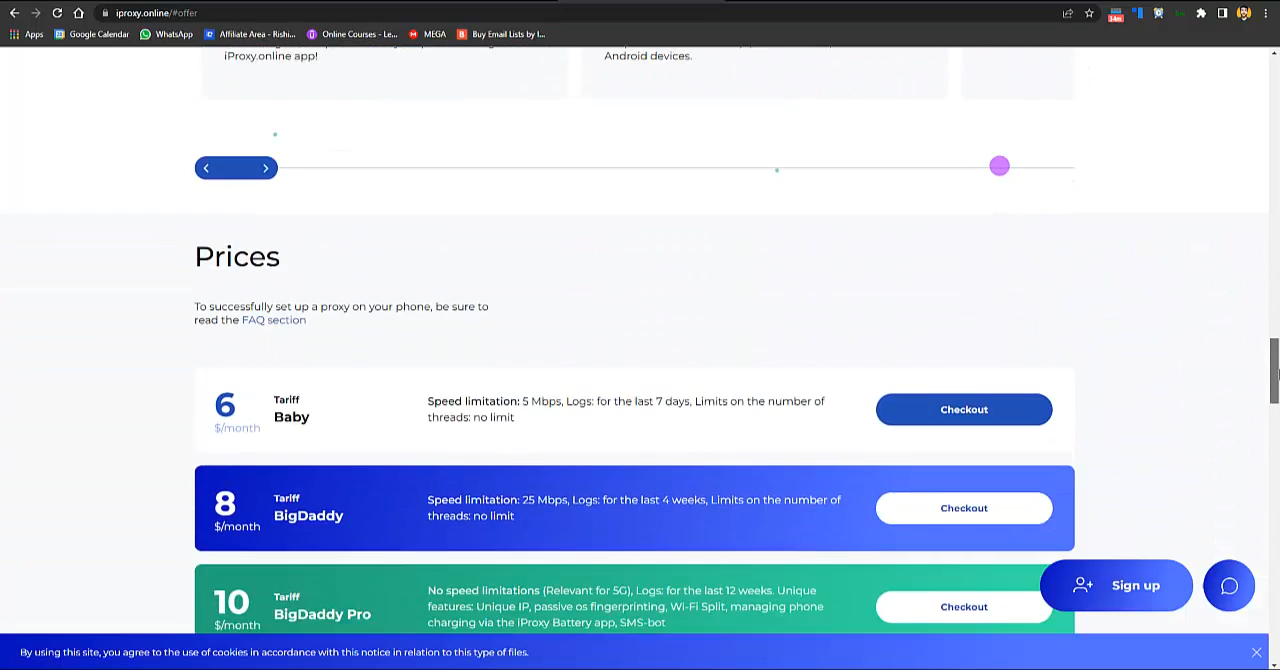 iproxy.online/#offer
34m
Apps
Google Calendar
WhatsApp
Affiliate Area - Rishi...
Online Courses - Le...
MEGA
Buy Email Lists by I...
iProxy.online app!
Android devices.
Prices
To successfully set up a proxy on your phone, be sure to
read the FAQ section
6
$/month
Tariff
Baby
Speed limitation: 5 Mbps, Logs: for the last 7 days, Limits on the number of
threads: no limit
Checkout
8
$/month
Tariff
BigDaddy
Speed limitation: 25 Mbps, Logs: for the last 4 weeks, Limits on the number of
threads: no limit
Checkout
10
$/month
Tariff
BigDaddy Pro
No speed limitations (Relevant for 5G), Logs: for the last 12 weeks. Unique
features: Unique IP, passive os fingerprinting, Wi-Fi Split, managing phone
charging via the iProxy Battery app, SMS-bot
Checkout
Sign up
By using this site, you agree to the use of cookies in accordance with this notice in relation to this type of files.